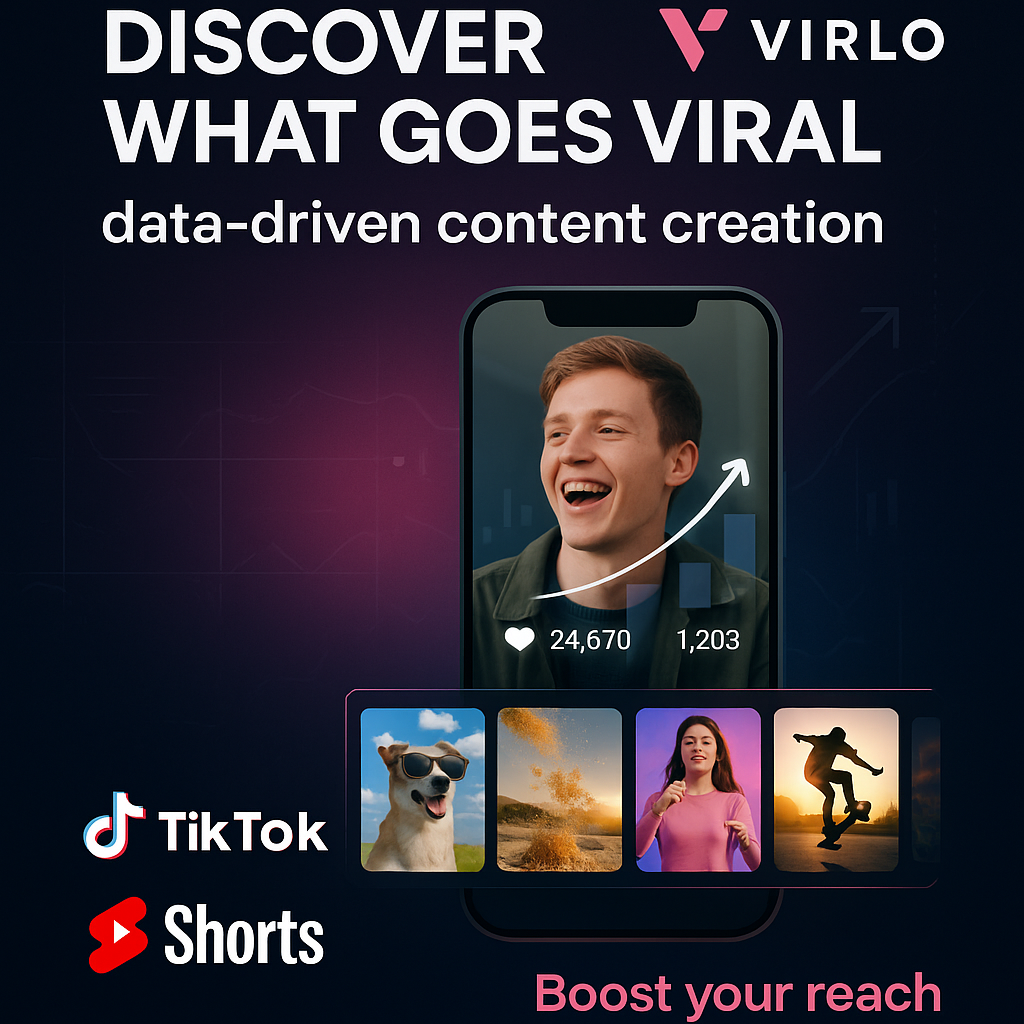 DISCOVER
VIRLO
WHAT GOES VIRAL
data-driven content creation
24,670
1,203
TikTok
Shorts
Boost your reach